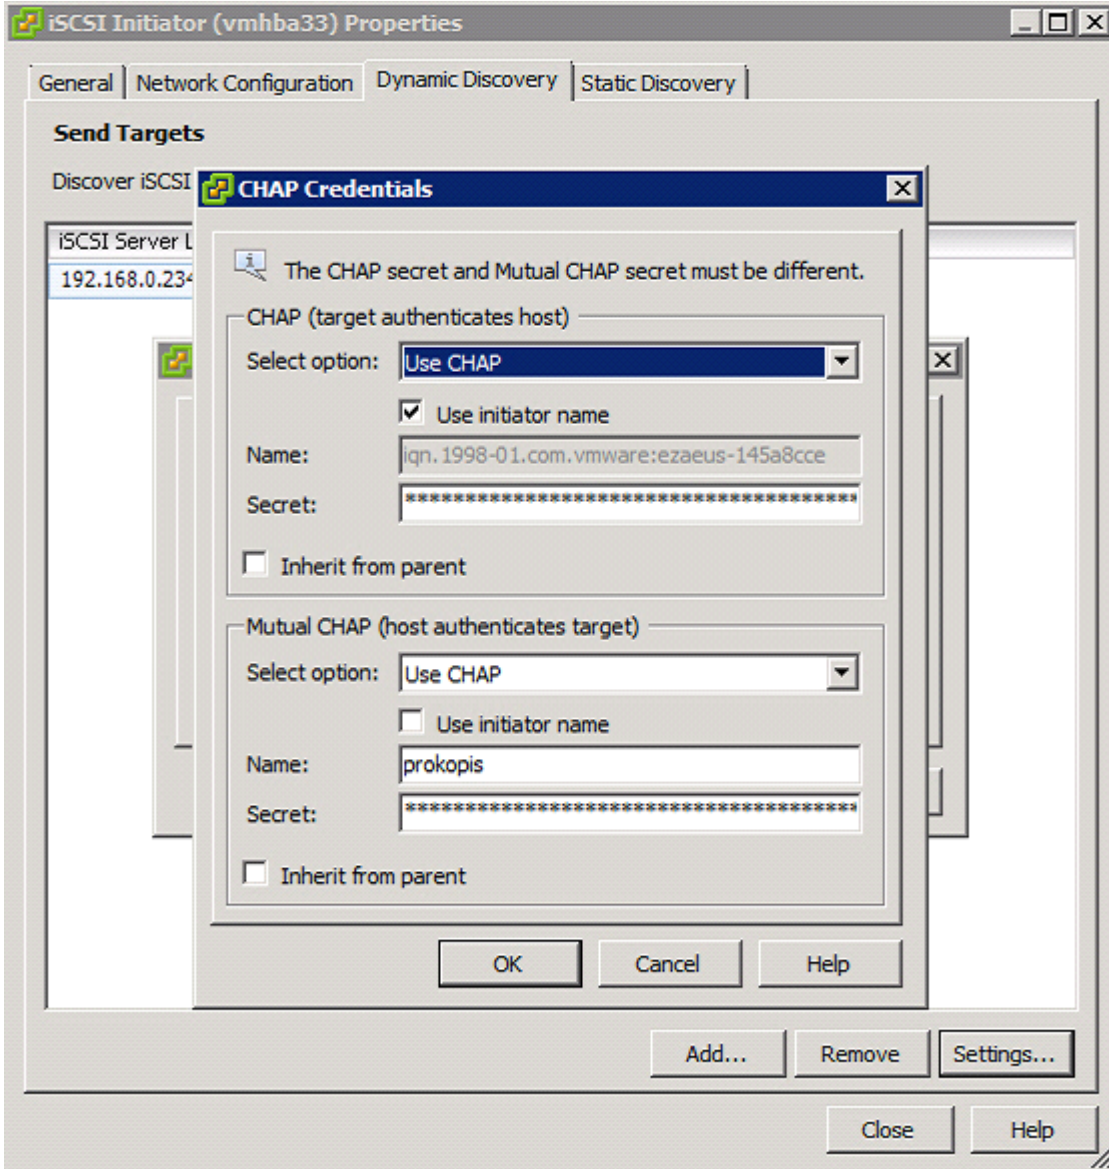 iSCSI Initiator (vmhba33) Properties
General Network Configuration Dynamic Discovery Static Discovery
Send Targets
Discover iSCSI
CHAP Credentials
iSCSI Server L
The CHAP secret and Mutual CHAP secret must be different.
192.168.0.234
CHAP (target authenticates host)
Select option: Use CHAP
Use initiator name
Name: iqn.1998-01.com.vmware:ezaeus-145a8cce
Secret: ***************************************
Inherit from parent
Mutual CHAP (host authenticates target)
Select option: Use CHAP
Use initiator name
Name: prokopis
Secret: ***************************************
Inherit from parent
OK Cancel Help
Add... Remove Settings...
Close Help